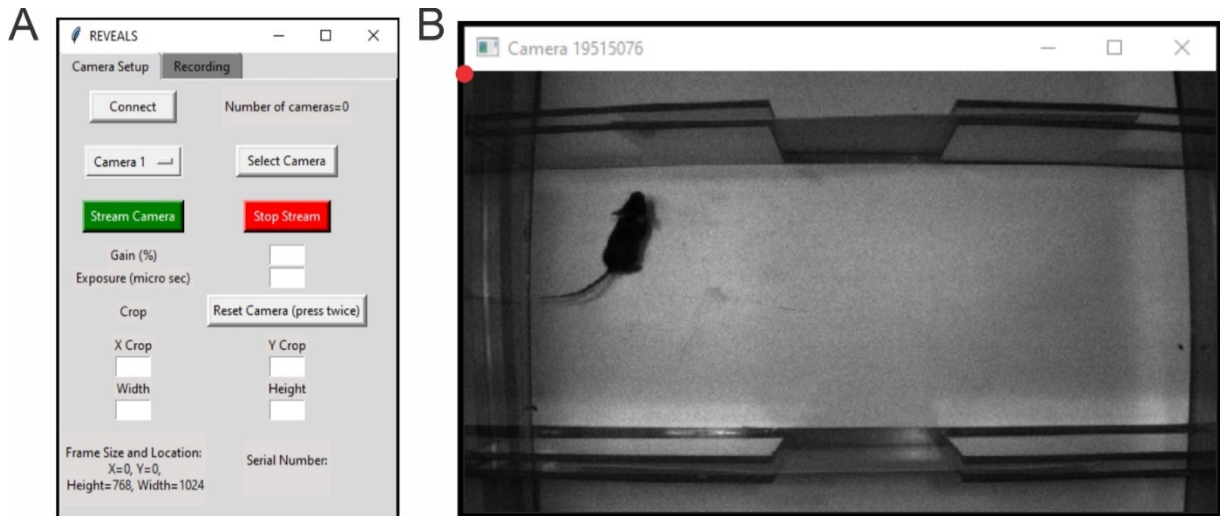 A
REVEALS
Camera Setup Recording
Connect Number of cameras=0
Camera 1 Select Camera
Stream Camera Stop Stream
Gain (%)
Exposure (micro sec)
Crop Reset Camera (press twice)
X Crop Y Crop
Width Height
Frame Size and Location:
X=0, Y=0,
Height=768, Width=1024
Serial Number:
B
Camera 19515076